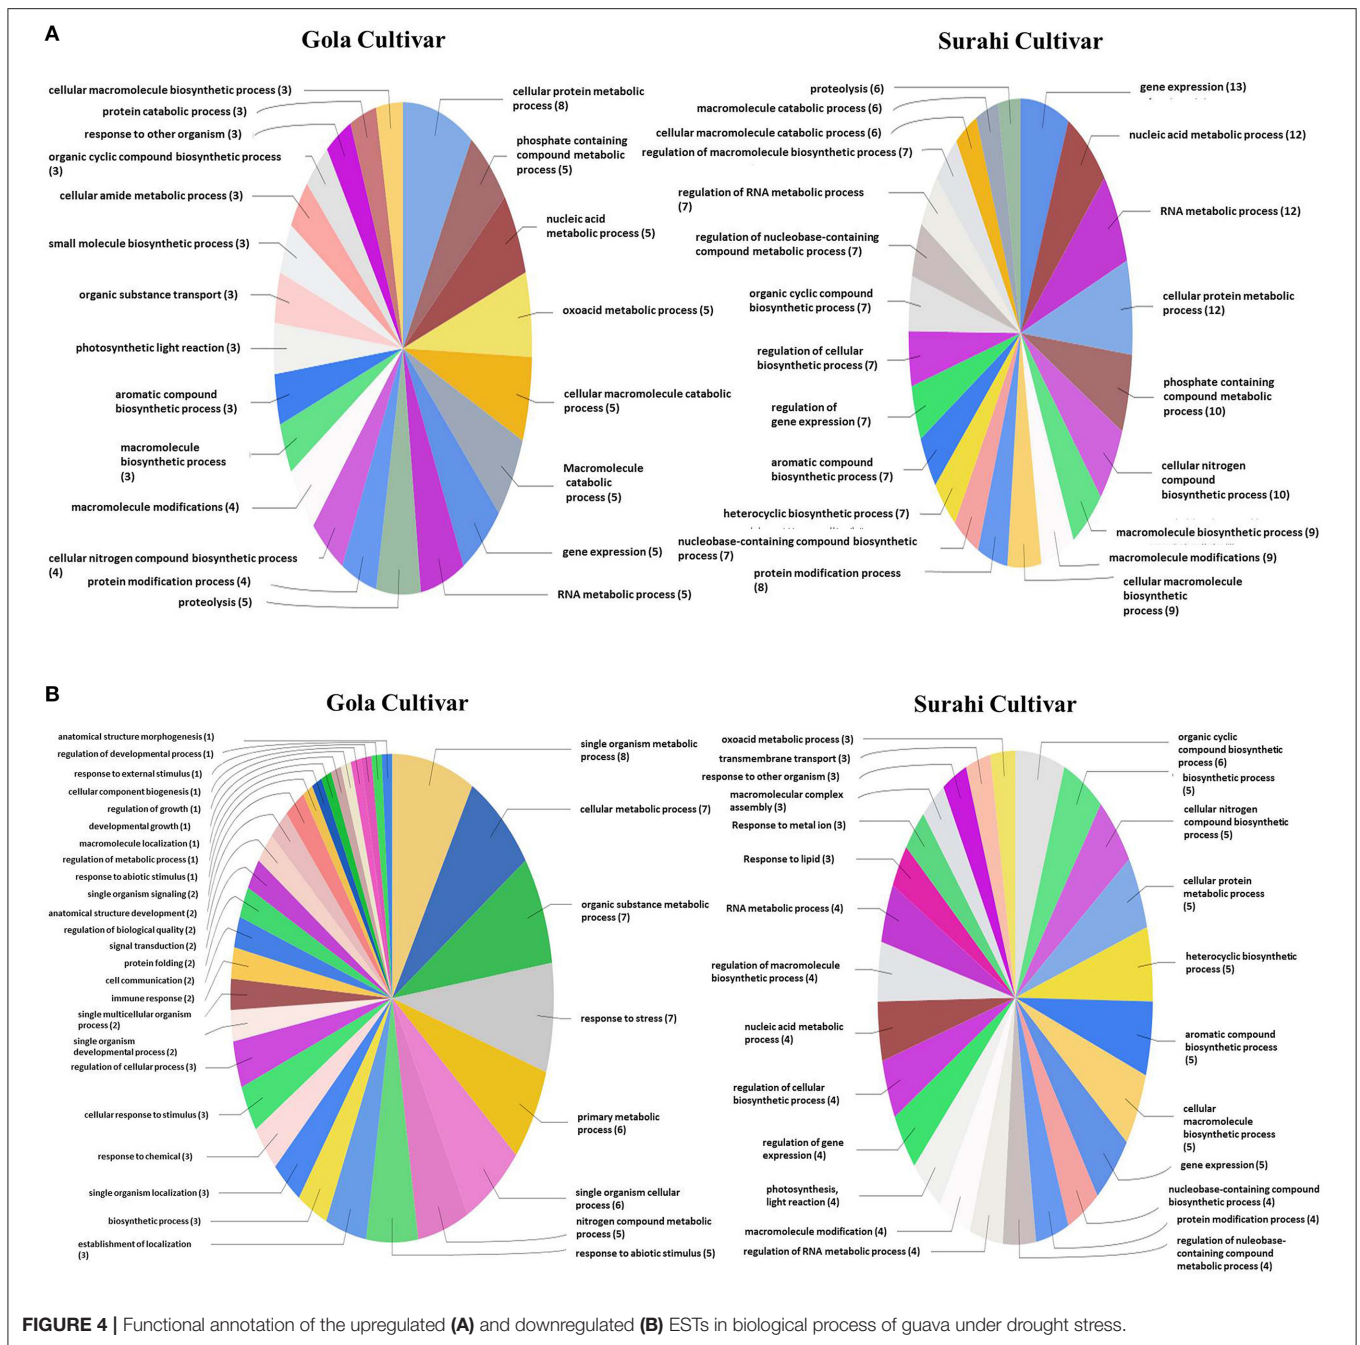 A
Gola Cultivar
cellular macromolecule biosynthetic process (3)
protein catabolic process (3)
response to other organism (3)
organic cyclic compound biosynthetic process
(3)
cellular amide metabolic process (3)
small molecule biosynthetic process (3)
organic substance transport (3)
photosynthetic light reaction (3)
aromatic compound
biosynthetic process (3)
macromolecule
biosynthetic process
(3)
macromolecule modifications (4)
cellular nitrogen compound biosynthetic process
(4)
protein modification process (4)
proteolysis (5)
cellular protein metabolic
process (8)
phosphate containing
compound metabolic
process (5)
nucleic acid
metabolic process (5)
oxoacid metabolic process (5)
cellular macromolecule catabolic
process (5)
Macromolecule
catabolic
process (5)
gene expression (5)
RNA metabolic process (5)
Surahi Cultivar
proteolysis (6)
macromolecule catabolic process (6)
cellular macromolecule catabolic process (6)
regulation of macromolecule biosynthetic process (7)
regulation of RNA metabolic process
(7)
regulation of nucleobase-containing
compound metabolic process (7)
organic cyclic compound
biosynthetic process (7)
regulation of cellular
biosynthetic process (7)
regulation of
gene expression (7)
aromatic compound
biosynthetic process (7)
heterocyclic biosynthetic process (7)
nucleobase-containing compound biosynthetic
process (7)
protein modification process
(8)
gene expression (13)
nucleic acid metabolic process (12)
RNA metabolic process (12)
cellular protein metabolic
process (12)
phosphate containing
compound metabolic
process (10)
cellular nitrogen
compound
biosynthetic process (10)
macromolecule biosynthetic process (9)
macromolecule modifications (9)
cellular macromolecule
biosynthetic
process (9)
B
Gola Cultivar
anatomical structure morphogenesis (1)
regulation of developmental process (1)
response to external stimulus (1)
cellular component biogenesis (1)
regulation of growth (1)
developmental growth (1)
macromolecule localization (1)
regulation of metabolic process (1)
response to abiotic stimulus (1)
single organism signaling (2)
anatomical structure development (2)
regulation of biological quality (2)
signal transduction (2)
protein folding (2)
cell communication (2)
immune response (2)
single multicellular organism
process (2)
single organism
developmental process (2)
regulation of cellular process (3)
cellular response to stimulus (3)
response to chemical (3)
single organism localization (3)
biosynthetic process (3)
establishment of localization
(3)
single organism metabolic
process (8)
cellular metabolic process (7)
organic substance metabolic
process (7)
response to stress (7)
primary metabolic
process (6)
single organism cellular
process (6)
nitrogen compound metabolic
process (5)
response to abiotic stimulus (5)
Surahi Cultivar
oxoacid metabolic process (3)
transmembrane transport (3)
response to other organism (3)
macromolecular complex
assembly (3)
Response to metal ion (3)
Response to lipid (3)
RNA metabolic process (4)
regulation of macromolecule
biosynthetic process (4)
nucleic acid metabolic
process (4)
regulation of cellular
biosynthetic process (4)
regulation of gene
expression (4)
photosynthesis,
light reaction (4)
macromolecule modification (4)
regulation of RNA metabolic process (4)
organic cyclic
compound biosynthetic
process (6)
biosynthetic process
(5)
cellular nitrogen
compound biosynthetic
process (5)
cellular protein
metabolic process
(5)
heterocyclic biosynthetic
process (5)
aromatic compound
biosynthetic process
(5)
cellular
macromolecule
biosynthetic process
(5)
gene expression (5)
nucleobase-containing compound
biosynthetic process (4)
protein modification process (4)
regulation of nuleobase-
containing compound
metabolic process (4)
FIGURE 4 | Functional annotation of the upregulated (A) and downregulated (B) ESTs in biological process of guava under drought stress.